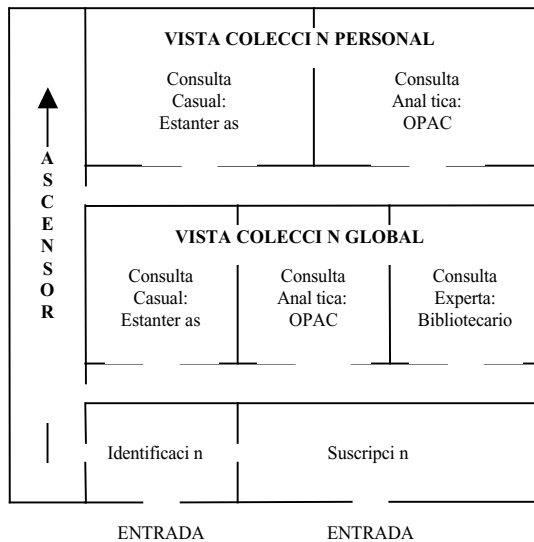 VISTA COLECCI N PERSONAL
Consulta
Casual:
Estanter as
Consulta
Anal tica:
OPAC
ASCENSOR
VISTA COLECCI N GLOBAL
Consulta
Casual:
Estanter as
Consulta
Anal tica:
OPAC
Consulta
Experta:
Bibliotecario
Identificaci n
Suscripci n
ENTRADA
ENTRADA